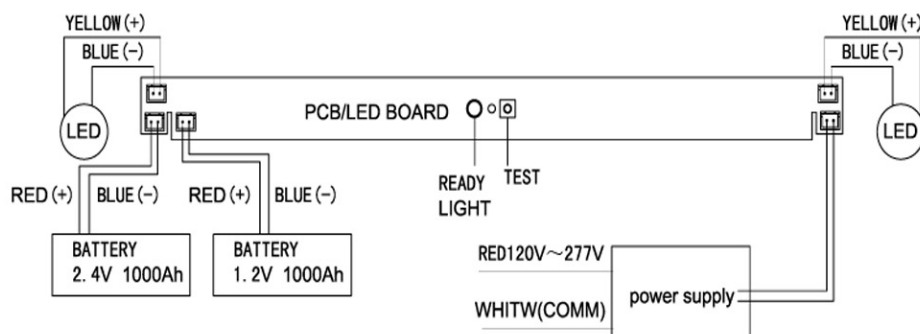 YELLOW(+)
BLUE(-)
YELLOW(+)
BLUE(-)
LED
PCB/LED BOARD
LED
RED(+)
BLUE(-)
RED(+)
BLUE(-)
READY
LIGHT
TEST
BATTERY
2.4V 1000Ah
BATTERY
1.2V 1000Ah
RED120V～277V
WHITW(COMM)
power supply